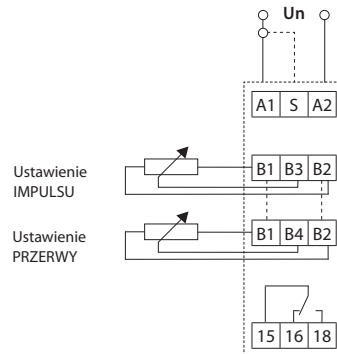 Un
A1 S A2
Ustawienie
IMPULSU
B1 B3 B2
Ustawienie
PRZERWY
B1 B4 B2
15 16 18